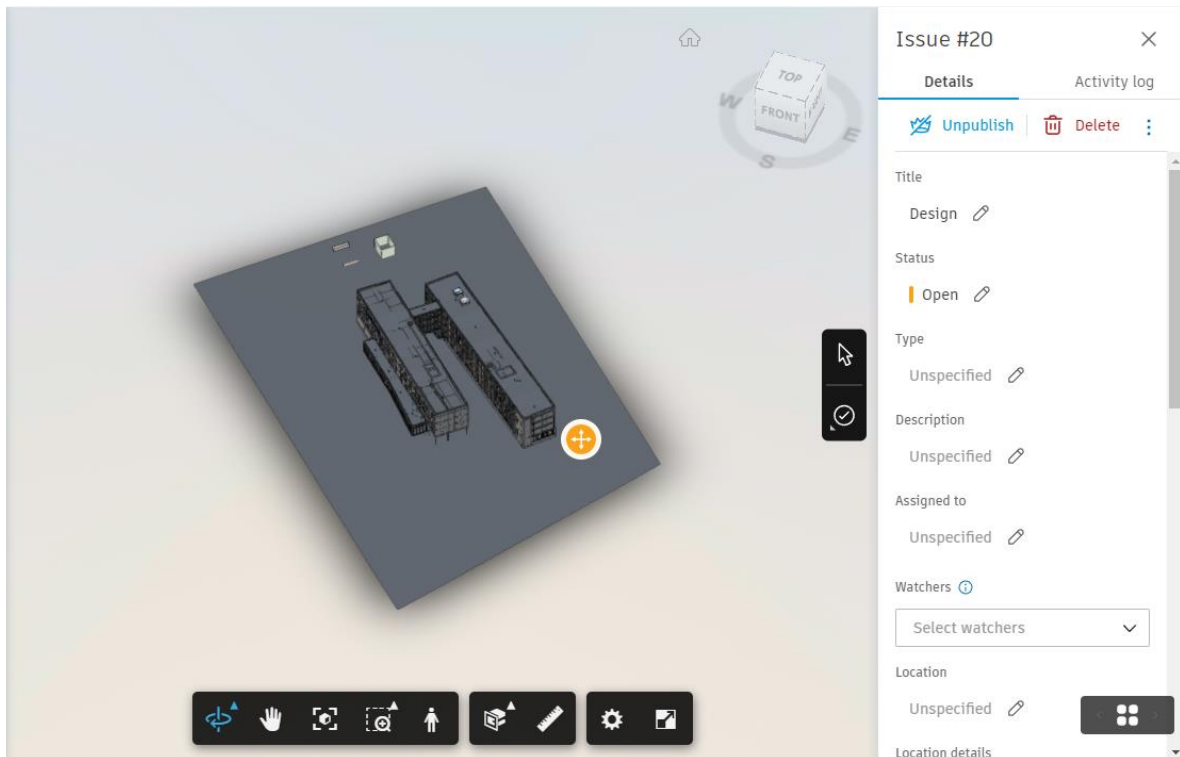 Issue #20
Details
Activity log
Unpublish
Delete
Title
Design
Status
Open
Type
Unspecified
Description
Unspecified
Assigned to
Unspecified
Watchers
Select watchers
Location
Unspecified
Location details
TOP
FRONT
W
S
E